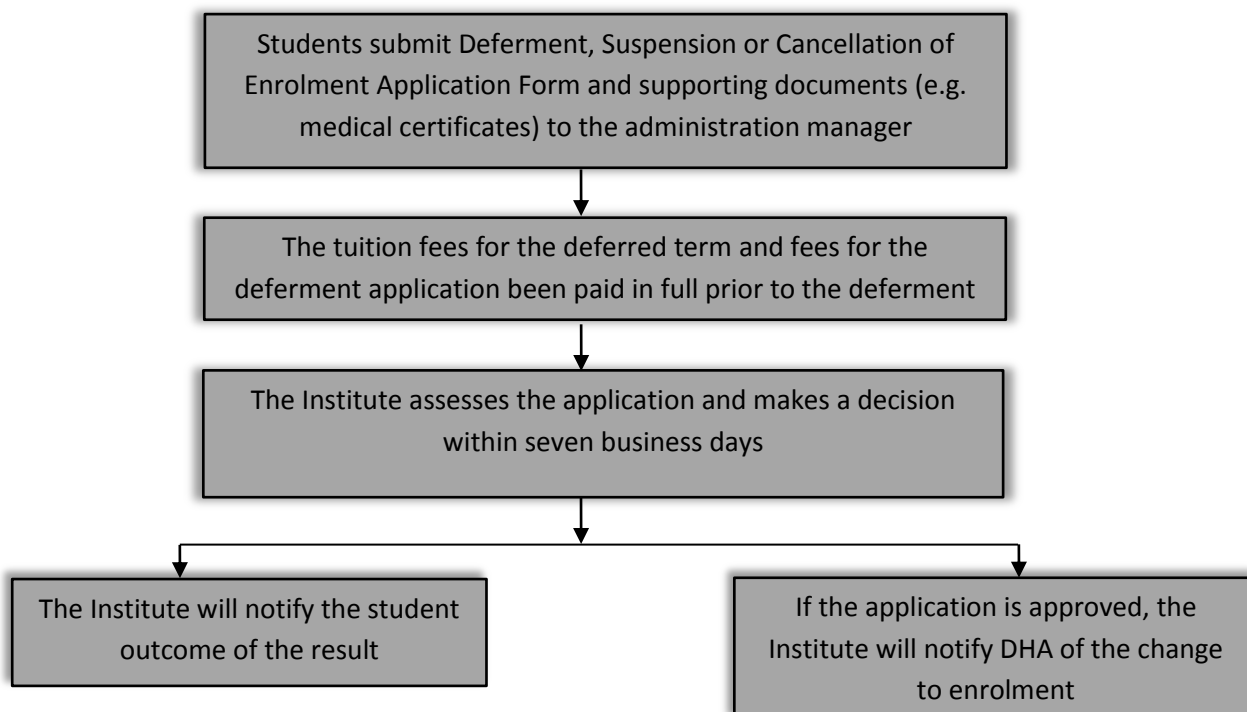 Students submit Deferment, Suspension or Cancellation of
Enrolment Application Form and supporting documents (e.g.
medical certificates) to the administration manager
The tuition fees for the deferred term and fees for the
deferment application been paid in full prior to the deferment
The Institute assesses the application and makes a decision
within seven business days
The Institute will notify the student
outcome of the result
If the application is approved, the
Institute will notify DHA of the change
to enrolment